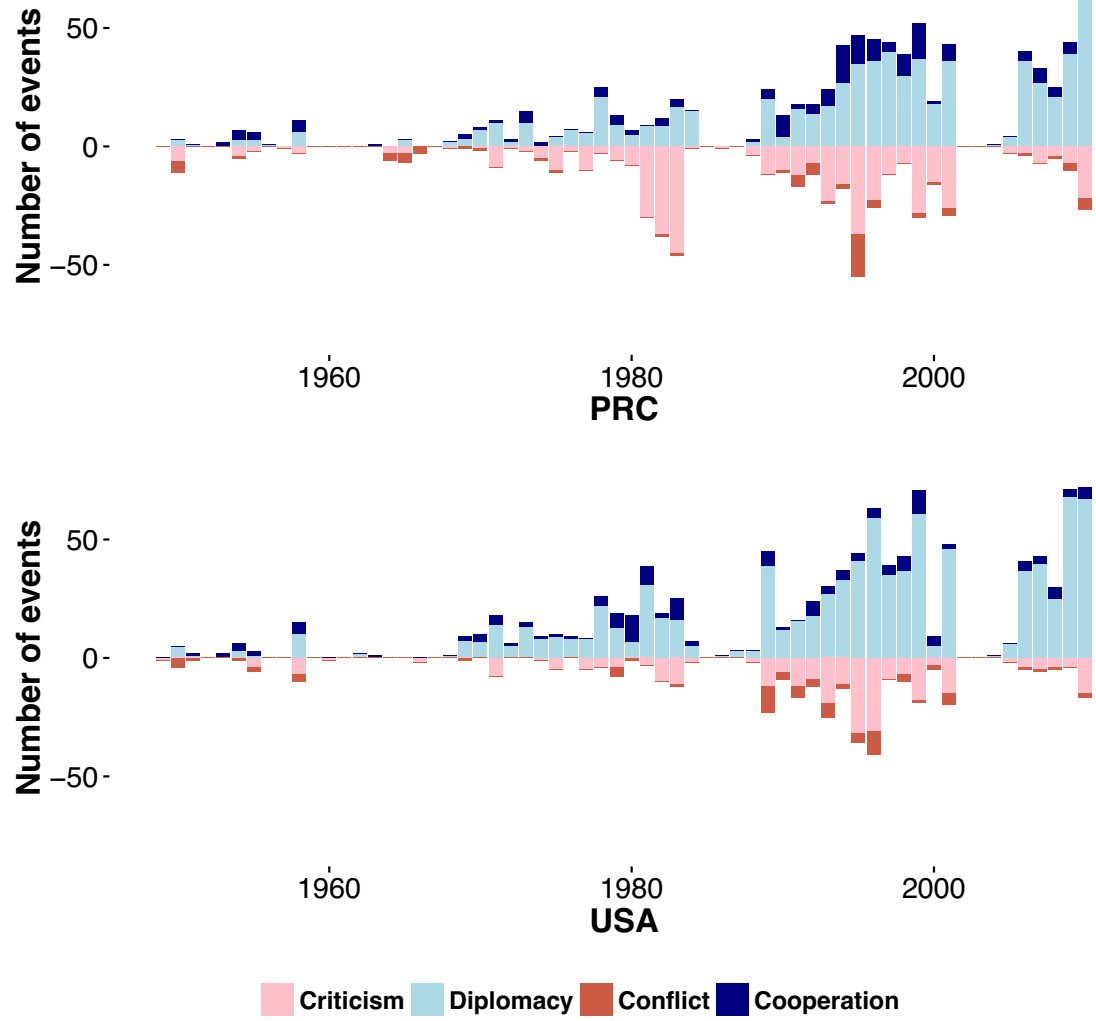 Number of events
50
0
−50
1960 1980 2000
PRC
Number of events
50
0
−50
1960 1980 2000
USA
Criticism Diplomacy Conflict Cooperation